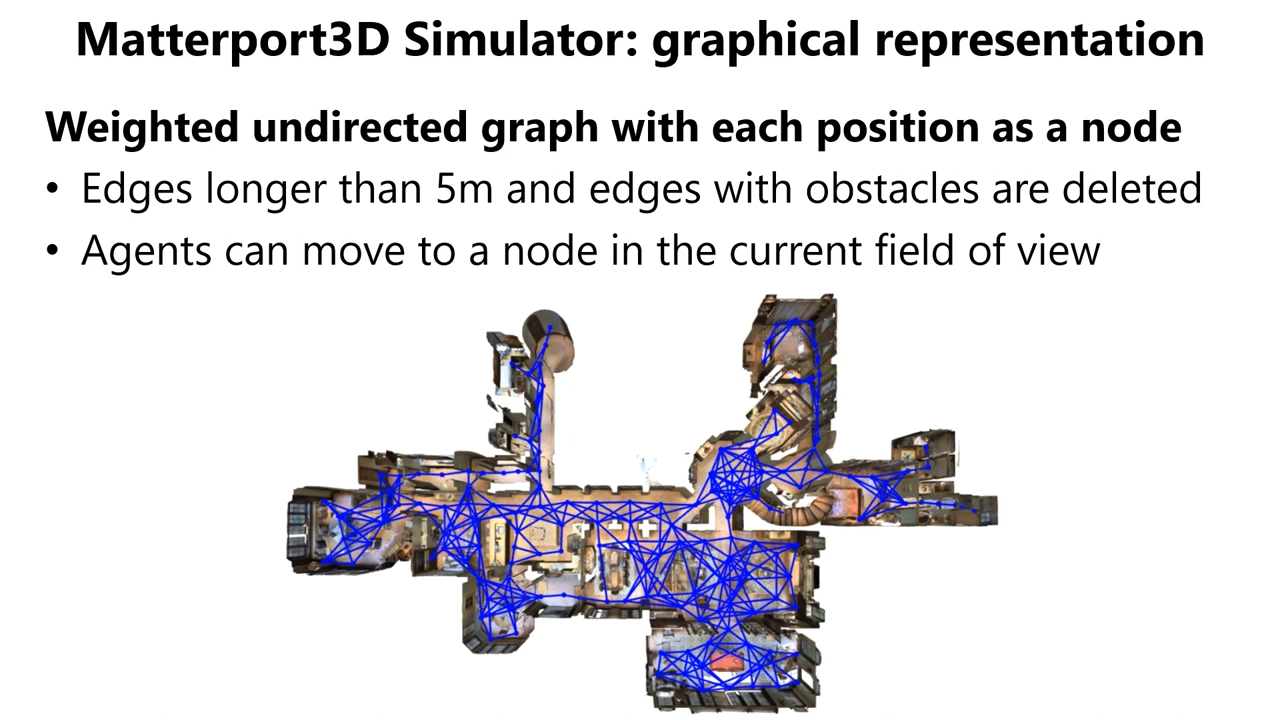 Matterport3D Simulator: graphical representation
Weighted undirected graph with each position as a node
• Edges longer than 5m and edges with obstacles are deleted
• Agents can move to a node in the current field of view